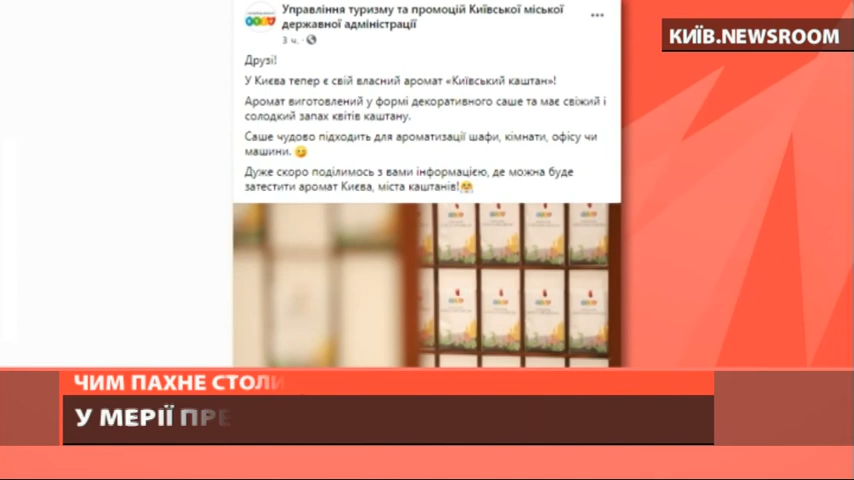 Управління туризму та промоцій Київської міської
державної адміністрації
3 ч. ·
КИЇВ.NEWSROOM
Друзі!
У Києва тепер є свій власний аромат «Київський каштан»!
Аромат виготовлений у формі декоративного саше та має свіжий і
солодкий запах квітів каштану.
Саше чудово підходить для ароматизації шафи, кімнати, офісу чи
машини.
Дуже скоро поділимось з вами інформацією, де можна буде
затестити аромат Києва, міста каштанів!
ЧИМ ПАХНЕ СТОЛИ
У МЕРІЇ ПРЕ